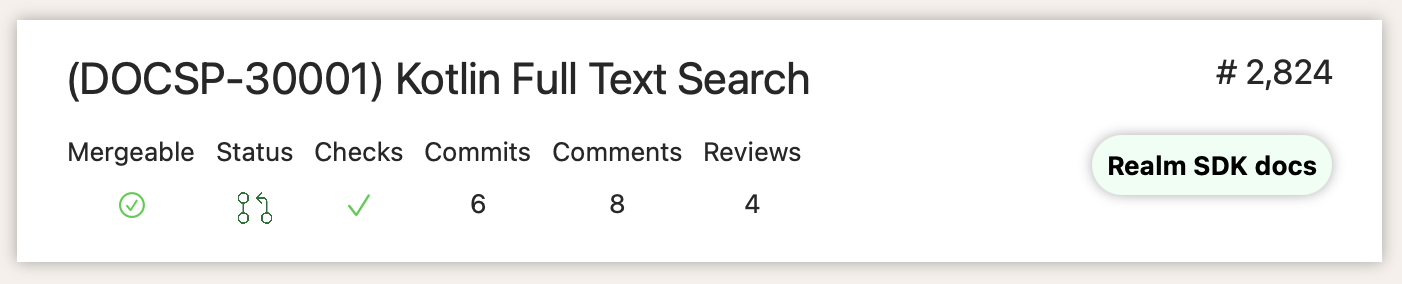 (DOCSP-30001) Kotlin Full Text Search
# 2,824
Mergeable Status Checks Commits Comments Reviews
Realm SDK docs
6 8 4